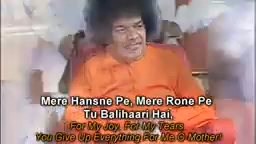 Mere Hansne Pe, Mere Rone Pe
Tu Balihaari Hai,
For My Joy, For My Tears
You Give Up Everything For Me O Mother!